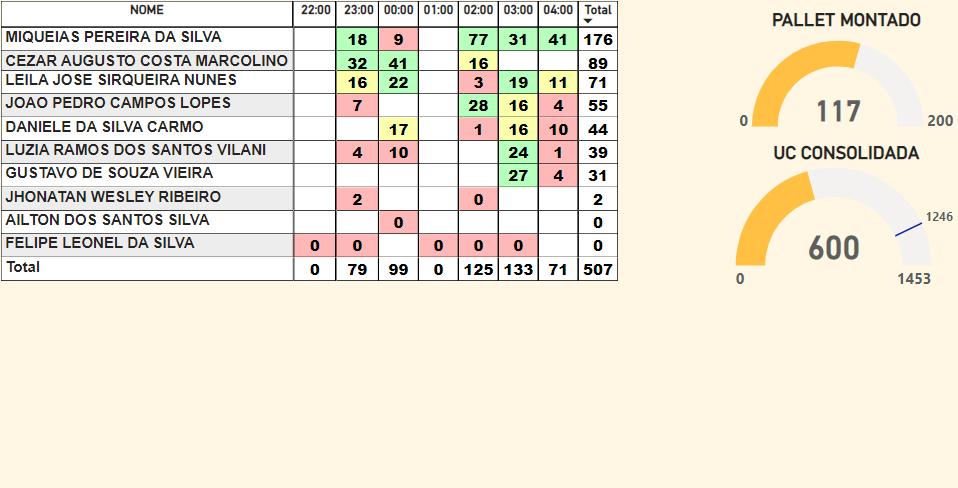 NOME 22:00 23:00 00:00 01:00 02:00 03:00 04:00 Total
MIQUEIAS PEREIRA DA SILVA 18 9 77 31 41 176
CEZAR AUGUSTO COSTA MARCOLINO 32 41 16 89
LEILA JOSE SIRQUEIRA NUNES 16 22 3 19 11 71
JOAO PEDRO CAMPOS LOPES 7 28 16 4 55
DANIELE DA SILVA CARMO 17 1 16 10 44
LUZIA RAMOS DOS SANTOS VILANI 4 10 24 1 39
GUSTAVO DE SOUZA VIEIRA 27 4 31
JHONATAN WESLEY RIBEIRO 2 0 2
AILTON DOS SANTOS SILVA 0 0
FELIPE LEONEL DA SILVA 0 0 0 0 0 0
Total 0 79 99 0 125 133 71 507
PALLET MONTADO
117
0 200
UC CONSOLIDADA
1246
600
0 1453